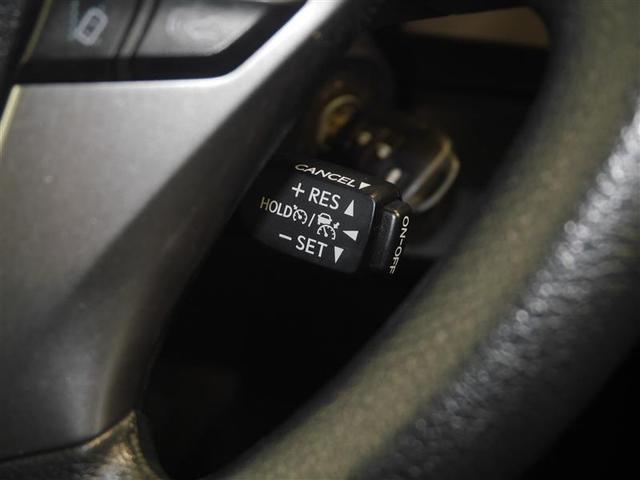 CANCEL▼
+ RES ▲
HOLD / ◀
− SET ▼
ON-OFF